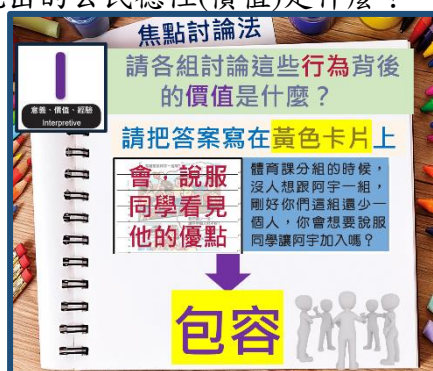 現出的公民德性(價值)是什麼？
焦點討論法
I
意義、價值、經驗
Interpretive
請各組討論這些行為背後
的價值是什麼？
請把答案寫在黃色卡片上
會 說服
同學看見
他的優點
體育課分組的時候，
沒人想跟阿宇一組，
剛好你們這組還少一
個人，你會想要說服
同學讓阿宇加入嗎？
包容